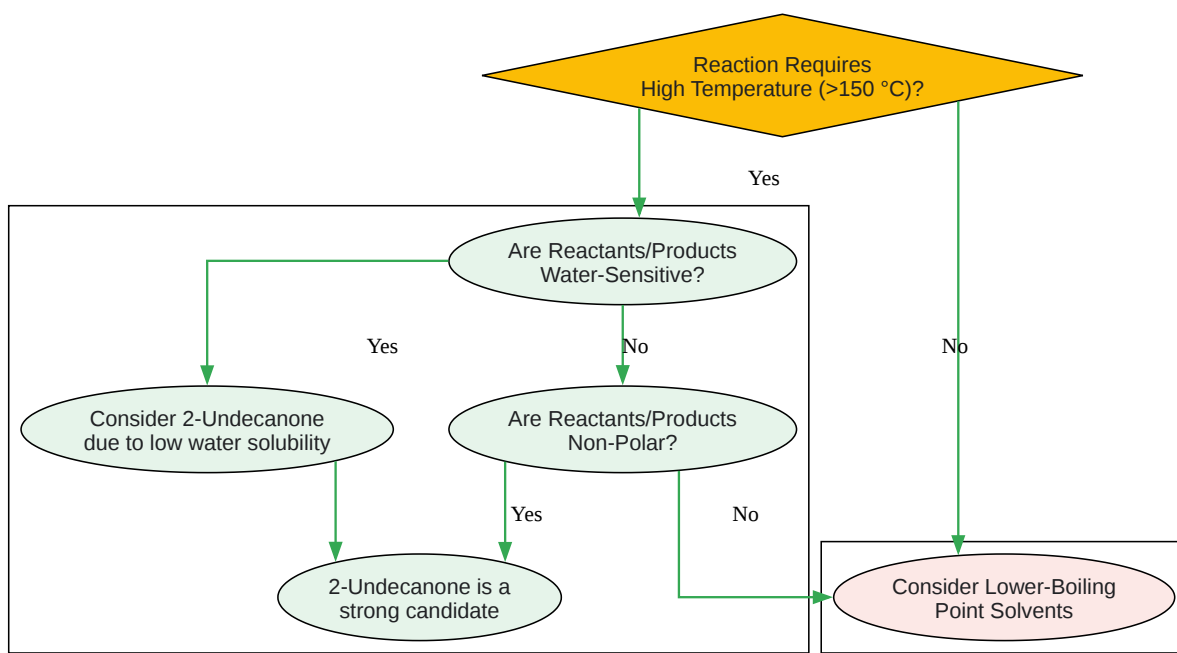 Reaction Requires
High Temperature (>150 °C)?
Yes
Are Reactants/Products
Water-Sensitive?
Yes
No
No
Consider 2-Undecanone
due to low water solubility
Are Reactants/Products
Non-Polar?
Yes
No
2-Undecanone is a
strong candidate
Consider Lower-Boiling
Point Solvents